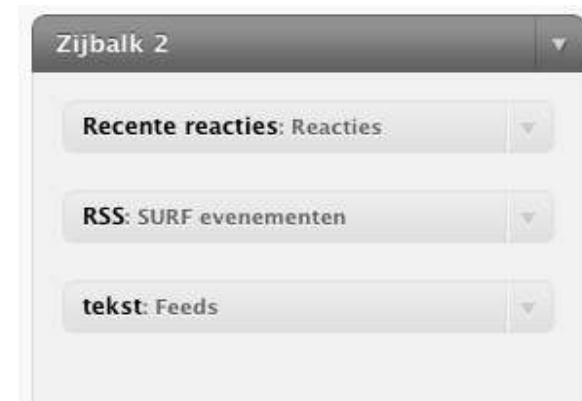 Zijbalk 2
Recente reacties: Reacties
RSS: SURF evenementen
tekst: Feeds